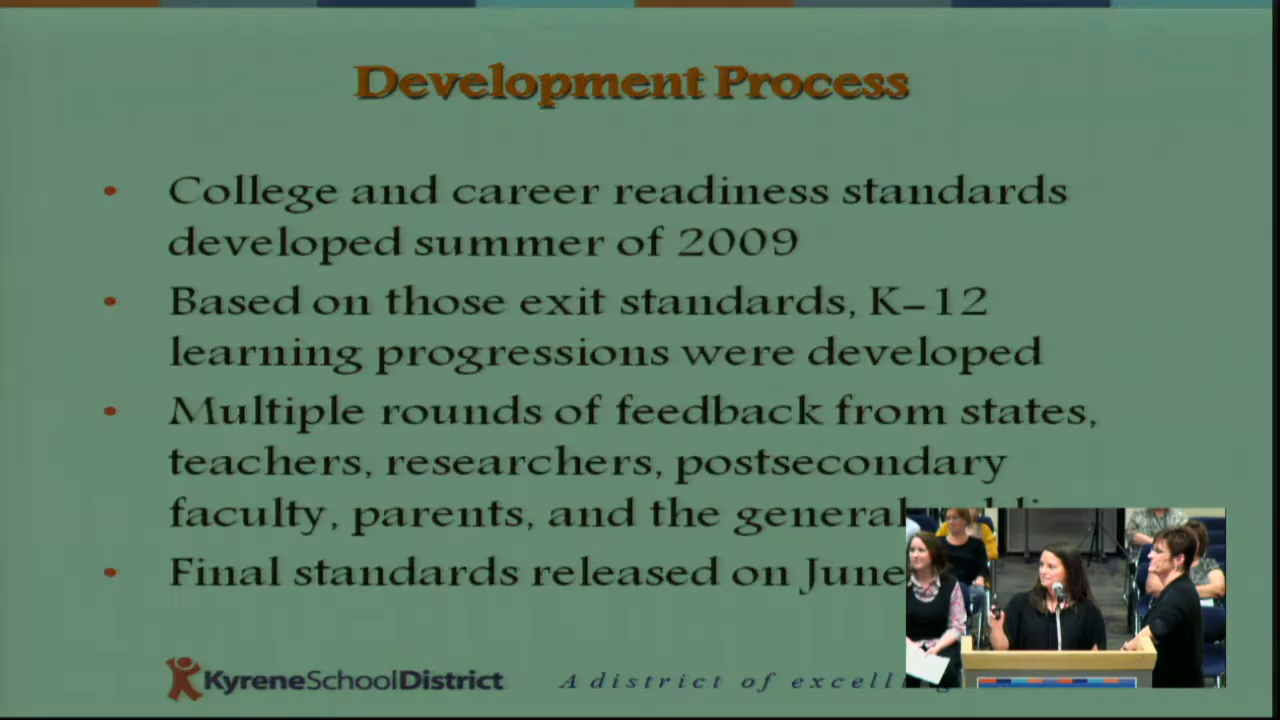 Development Process
• College and career readiness standards
developed summer of 2009
• Based on those exit standards, K–12
learning progressions were developed
• Multiple rounds of feedback from states,
teachers, researchers, postsecondary
faculty, parents, and the general
• Final standards released on June
KyreneSchoolDistrict
A district of